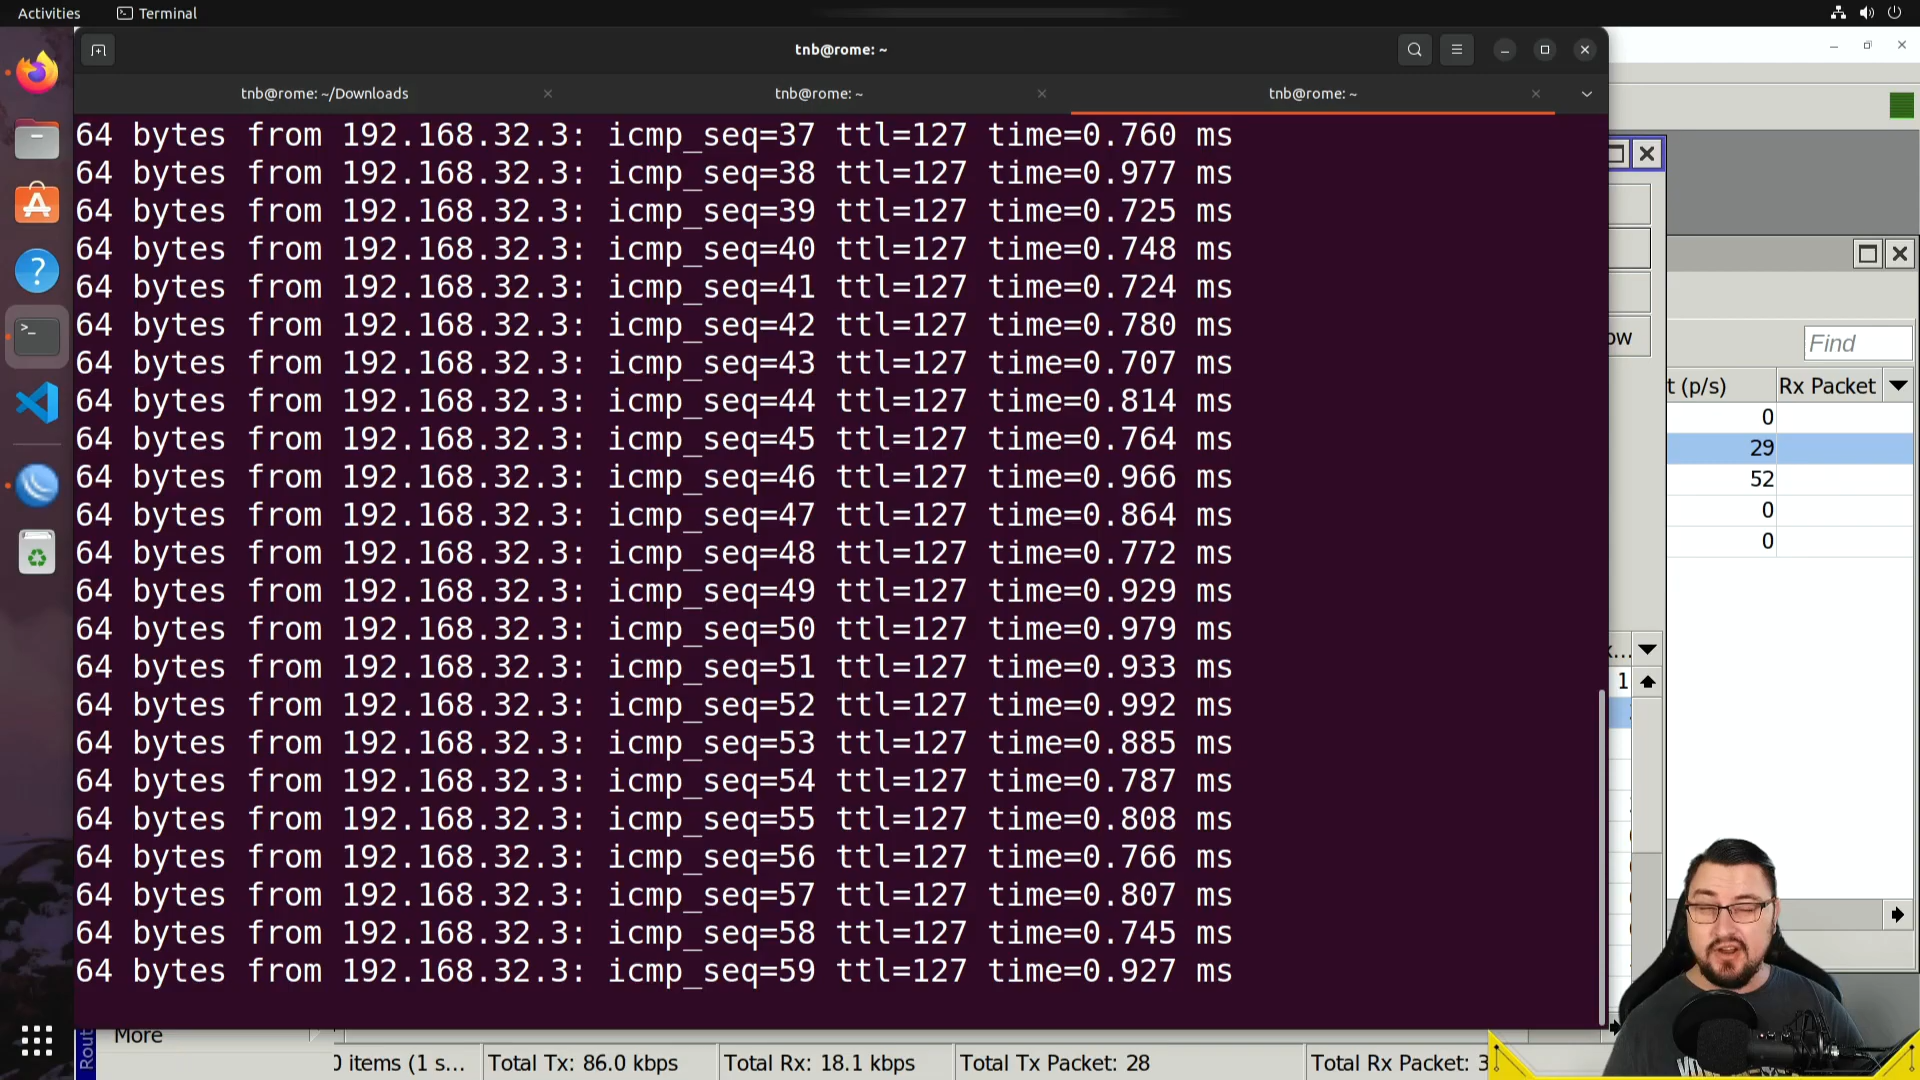 Activities
Terminal
tnb@rome: ~
tnb@rome: ~/Downloads
tnb@rome: ~
tnb@rome: ~
64 bytes from 192.168.32.3: icmp_seq=37 ttl=127 time=0.760 ms
64 bytes from 192.168.32.3: icmp_seq=38 ttl=127 time=0.977 ms
64 bytes from 192.168.32.3: icmp_seq=39 ttl=127 time=0.725 ms
64 bytes from 192.168.32.3: icmp_seq=40 ttl=127 time=0.748 ms
64 bytes from 192.168.32.3: icmp_seq=41 ttl=127 time=0.724 ms
64 bytes from 192.168.32.3: icmp_seq=42 ttl=127 time=0.780 ms
64 bytes from 192.168.32.3: icmp_seq=43 ttl=127 time=0.707 ms
64 bytes from 192.168.32.3: icmp_seq=44 ttl=127 time=0.814 ms
64 bytes from 192.168.32.3: icmp_seq=45 ttl=127 time=0.764 ms
64 bytes from 192.168.32.3: icmp_seq=46 ttl=127 time=0.966 ms
64 bytes from 192.168.32.3: icmp_seq=47 ttl=127 time=0.864 ms
64 bytes from 192.168.32.3: icmp_seq=48 ttl=127 time=0.772 ms
64 bytes from 192.168.32.3: icmp_seq=49 ttl=127 time=0.929 ms
64 bytes from 192.168.32.3: icmp_seq=50 ttl=127 time=0.979 ms
64 bytes from 192.168.32.3: icmp_seq=51 ttl=127 time=0.933 ms
64 bytes from 192.168.32.3: icmp_seq=52 ttl=127 time=0.992 ms
64 bytes from 192.168.32.3: icmp_seq=53 ttl=127 time=0.885 ms
64 bytes from 192.168.32.3: icmp_seq=54 ttl=127 time=0.787 ms
64 bytes from 192.168.32.3: icmp_seq=55 ttl=127 time=0.808 ms
64 bytes from 192.168.32.3: icmp_seq=56 ttl=127 time=0.766 ms
64 bytes from 192.168.32.3: icmp_seq=57 ttl=127 time=0.807 ms
64 bytes from 192.168.32.3: icmp_seq=58 ttl=127 time=0.745 ms
64 bytes from 192.168.32.3: icmp_seq=59 ttl=127 time=0.927 ms
ow
Find
t (p/s) Rx Packet
0
29
52
0
0
1
More
Rout
0 items (1 s... Total Tx: 86.0 kbps Total Rx: 18.1 kbps Total Tx Packet: 28 Total Rx Packet: 3